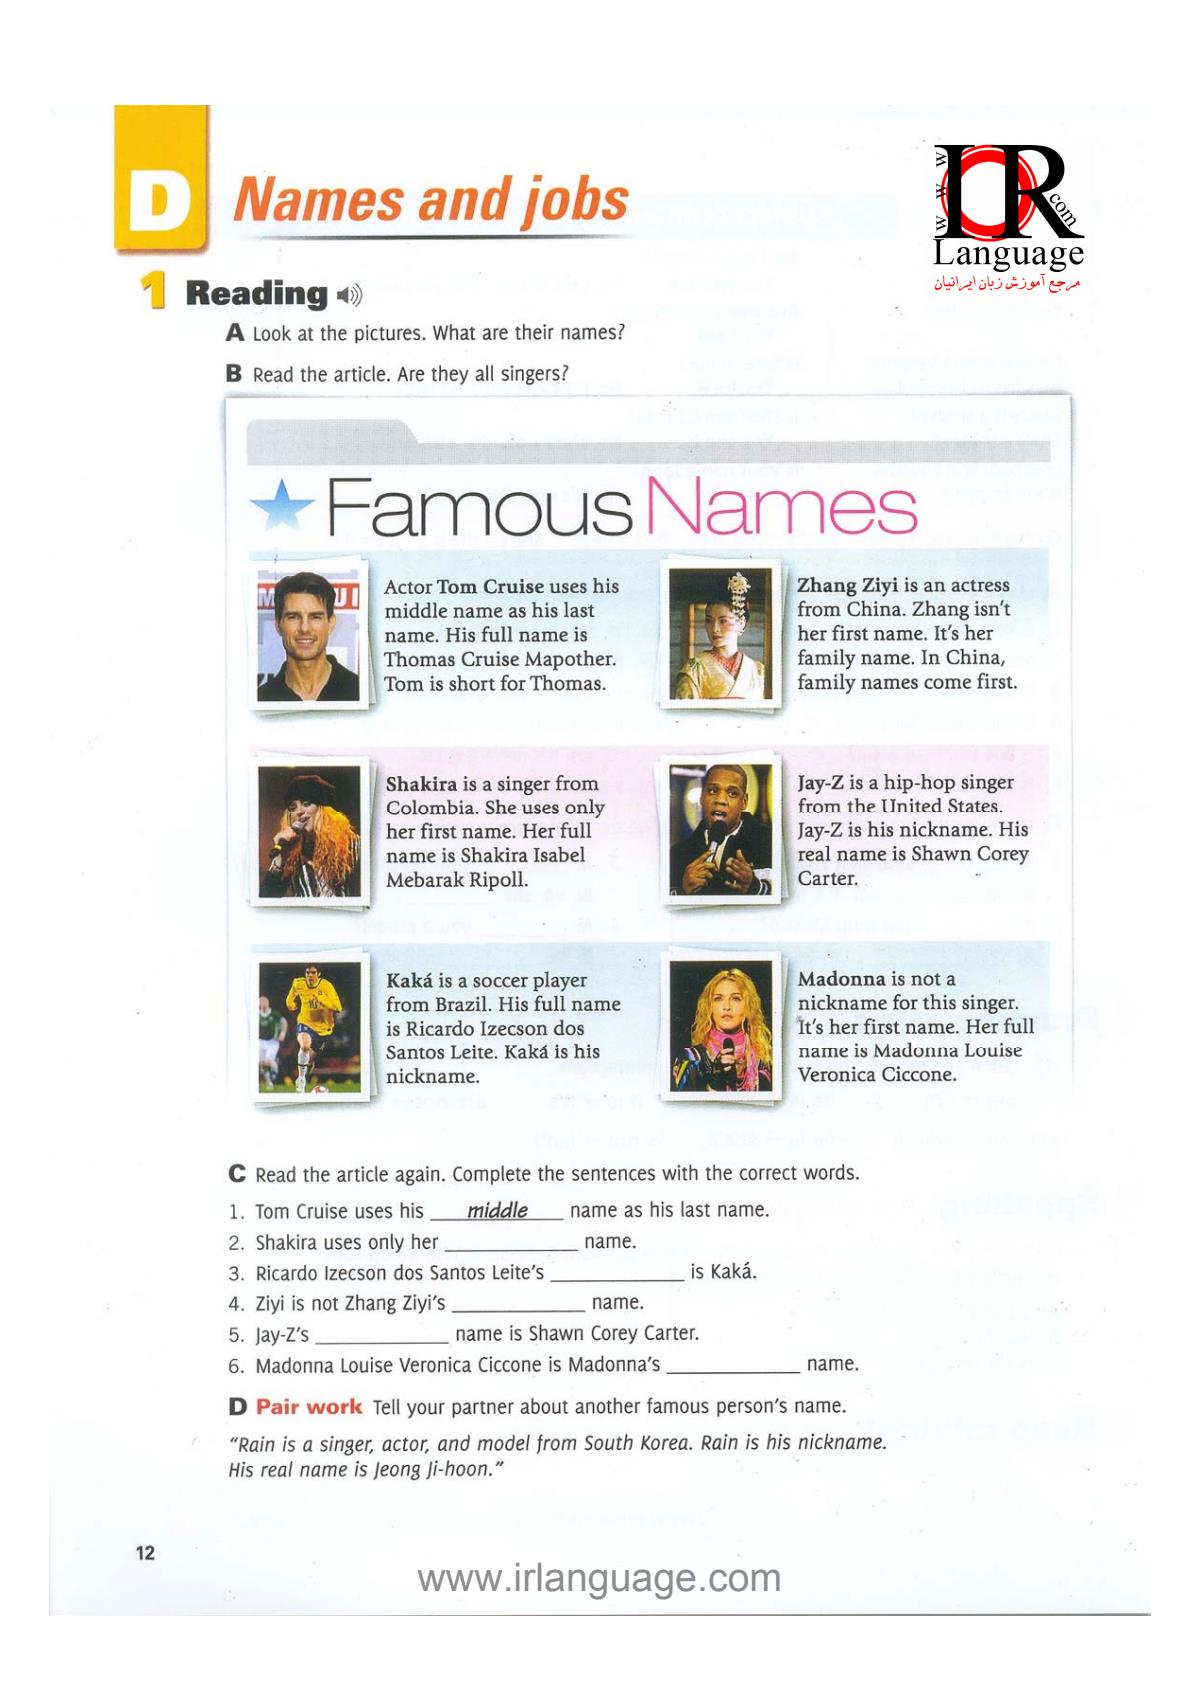 D Names and jobs
www.
IR
.com
Language
مرجع آموزش زبان ایرانیان
1 Reading
A Look at the pictures. What are their names?
B Read the article. Are they all singers?
Famous Names
Actor Tom Cruise uses his
middle name as his last
name. His full name is
Thomas Cruise Mapother.
Tom is short for Thomas.
Zhang Ziyi is an actress
from China. Zhang isn't
her first name. It's her
family name. In China,
family names come first.
Shakira is a singer from
Colombia. She uses only
her first name. Her full
name is Shakira Isabel
Mebarak Ripoll.
Jay-Z is a hip-hop singer
from the United States.
Jay-Z is his nickname. His
real name is Shawn Corey
Carter.
Kaká is a soccer player
from Brazil. His full name
is Ricardo Izecson dos
Santos Leite. Kaká is his
nickname.
Madonna is not a
nickname for this singer.
It's her first name. Her full
name is Madonna Louise
Veronica Ciccone.
C Read the article again. Complete the sentences with the correct words.
1. Tom Cruise uses his middle name as his last name.
2. Shakira uses only her ____________ name.
3. Ricardo Izecson dos Santos Leite's ____________ is Kaká.
4. Ziyi is not Zhang Ziyi's ____________ name.
5. Jay-Z's ____________ name is Shawn Corey Carter.
6. Madonna Louise Veronica Ciccone is Madonna's ____________ name.
D Pair work Tell your partner about another famous person's name.
"Rain is a singer, actor, and model from South Korea. Rain is his nickname.
His real name is Jeong Ji-hoon."
12
www.irlanguage.com